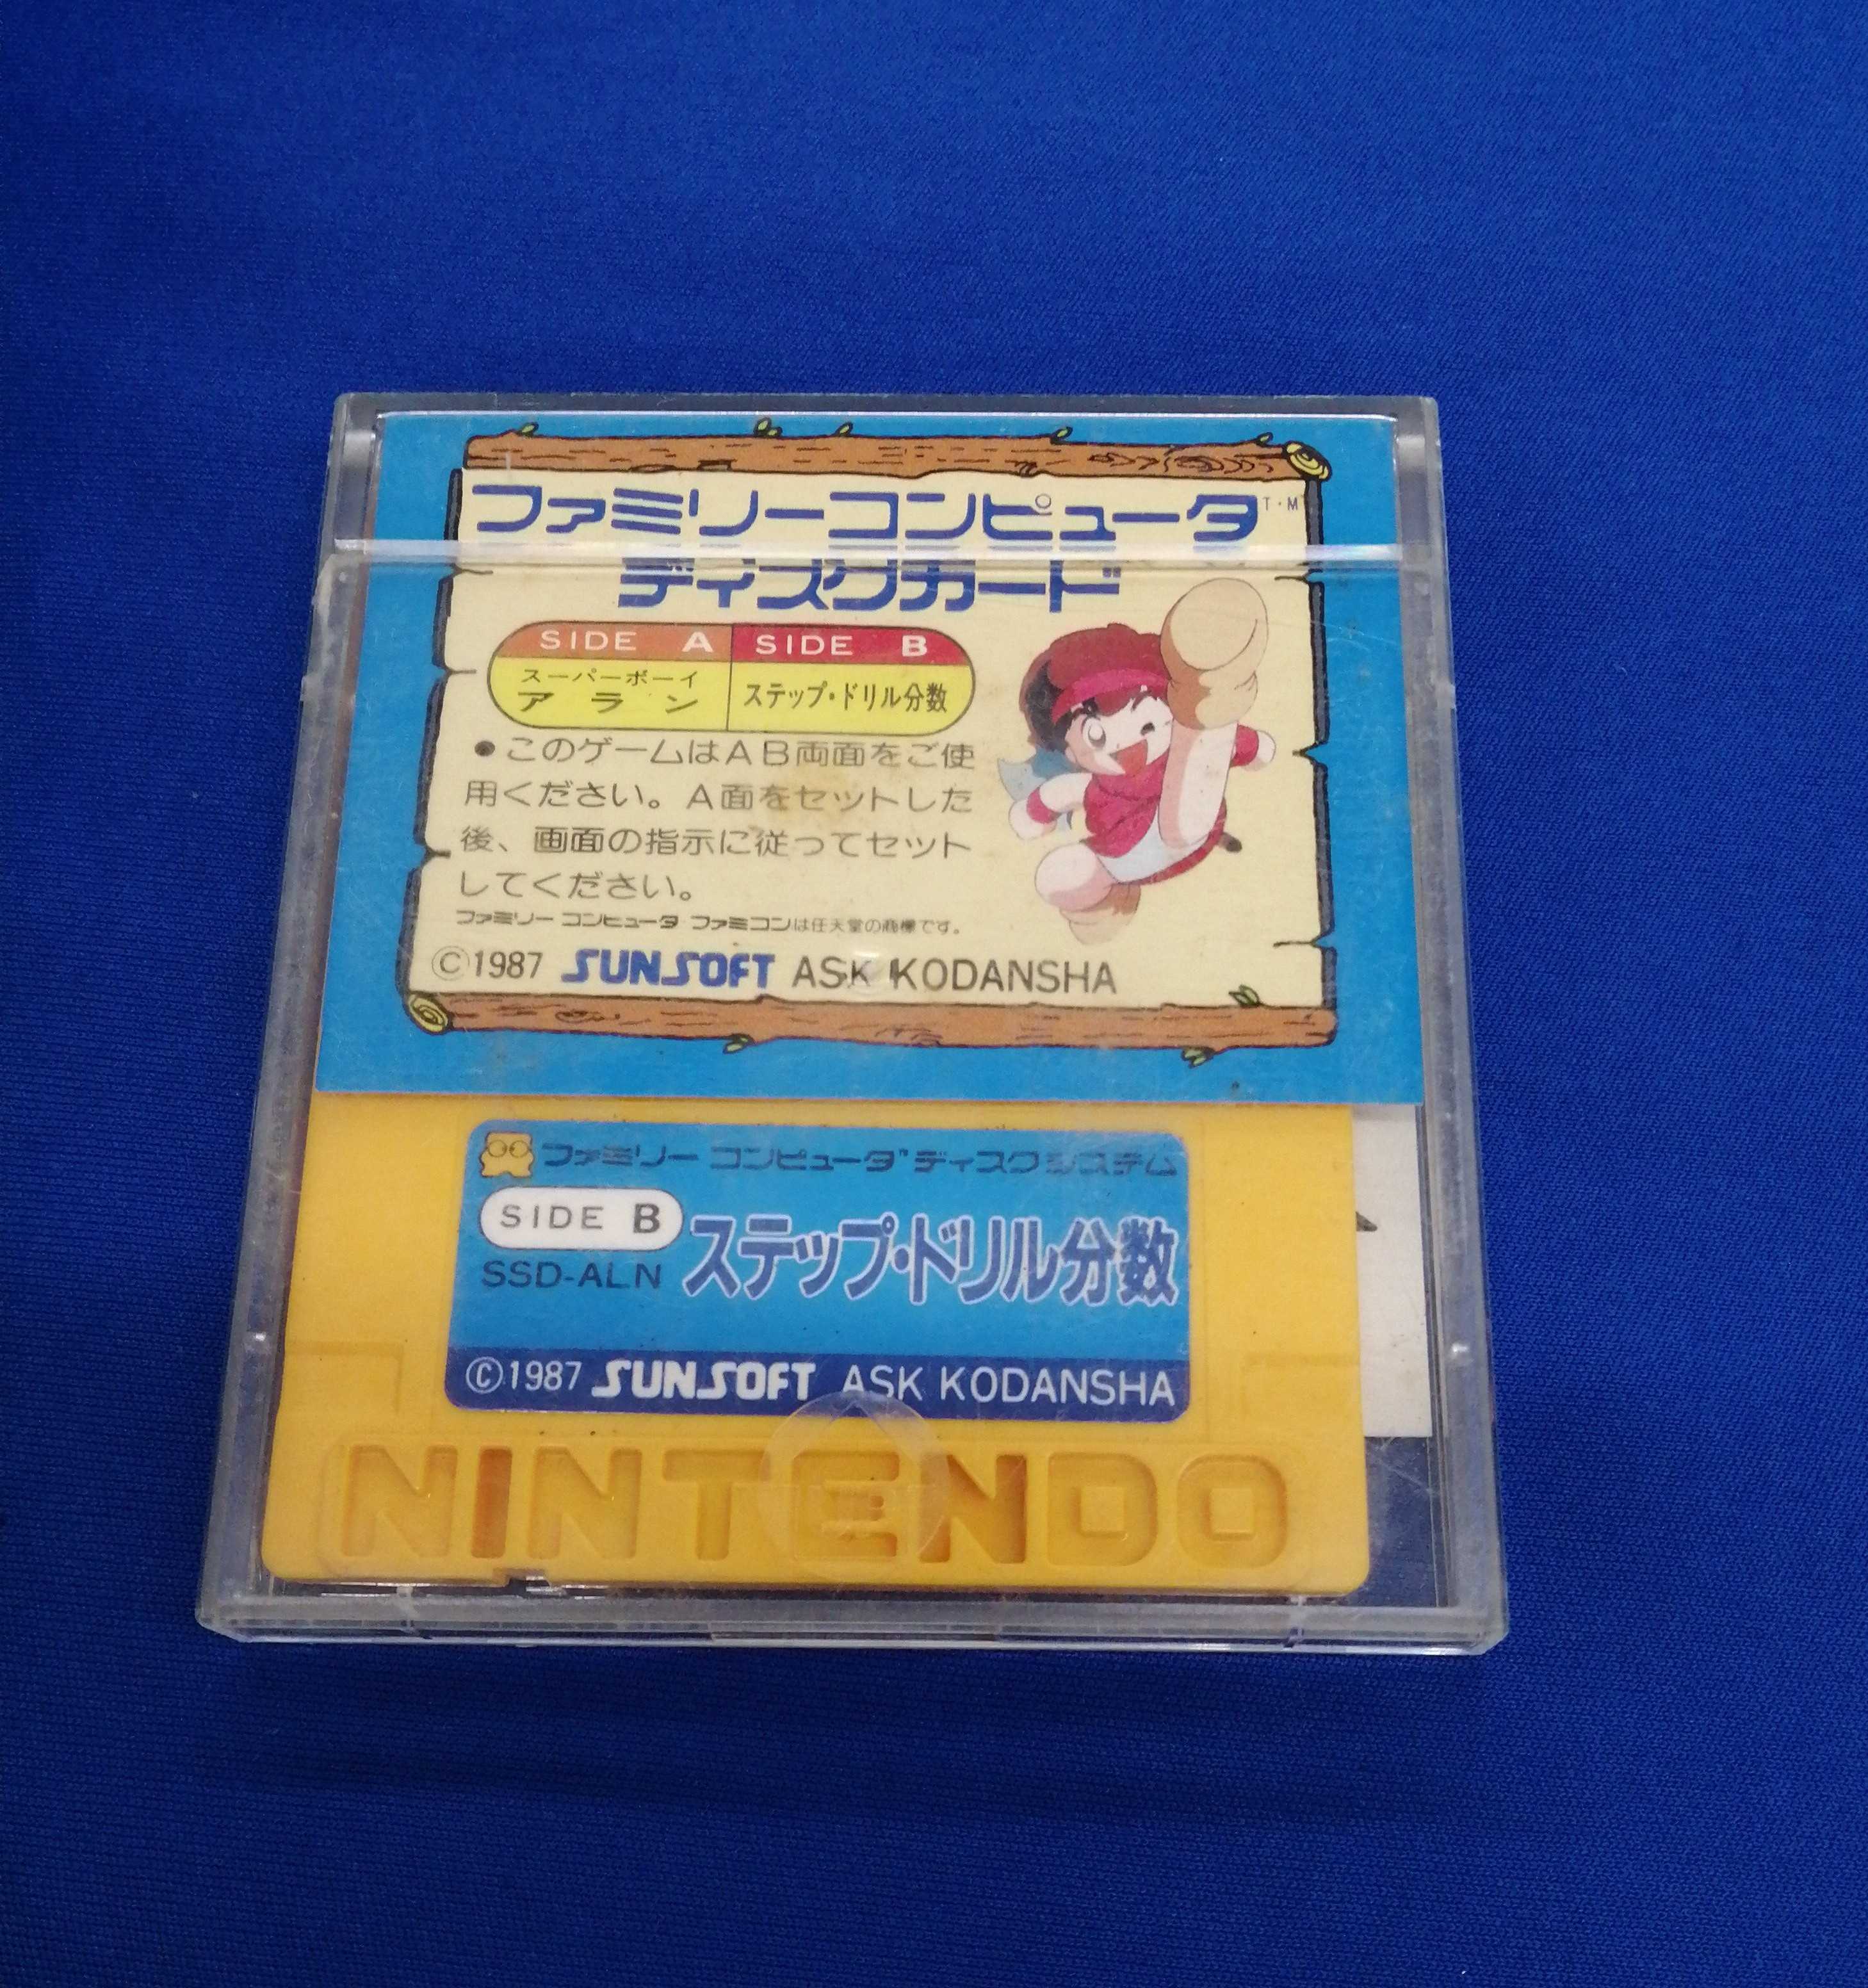 ファミリーコンピュータT・M
ディスクカード
SIDE A SIDE B
スーパーボーイ
アラン
ステップ・ドリル分数
●このゲームはAB両面をご使
用ください。A面をセットした
後、画面の指示に従ってセット
してください。
ファミリーコンピュータ ファミコンは任天堂の商標です。
©1987 SUNSOFT ASK KODANSHA
ファミリー コンピュータ™ ディスクシステム
SIDE B
SSD-ALN
ステップ・ドリル分数
©1987 SUNSOFT ASK KODANSHA
NINTENDO